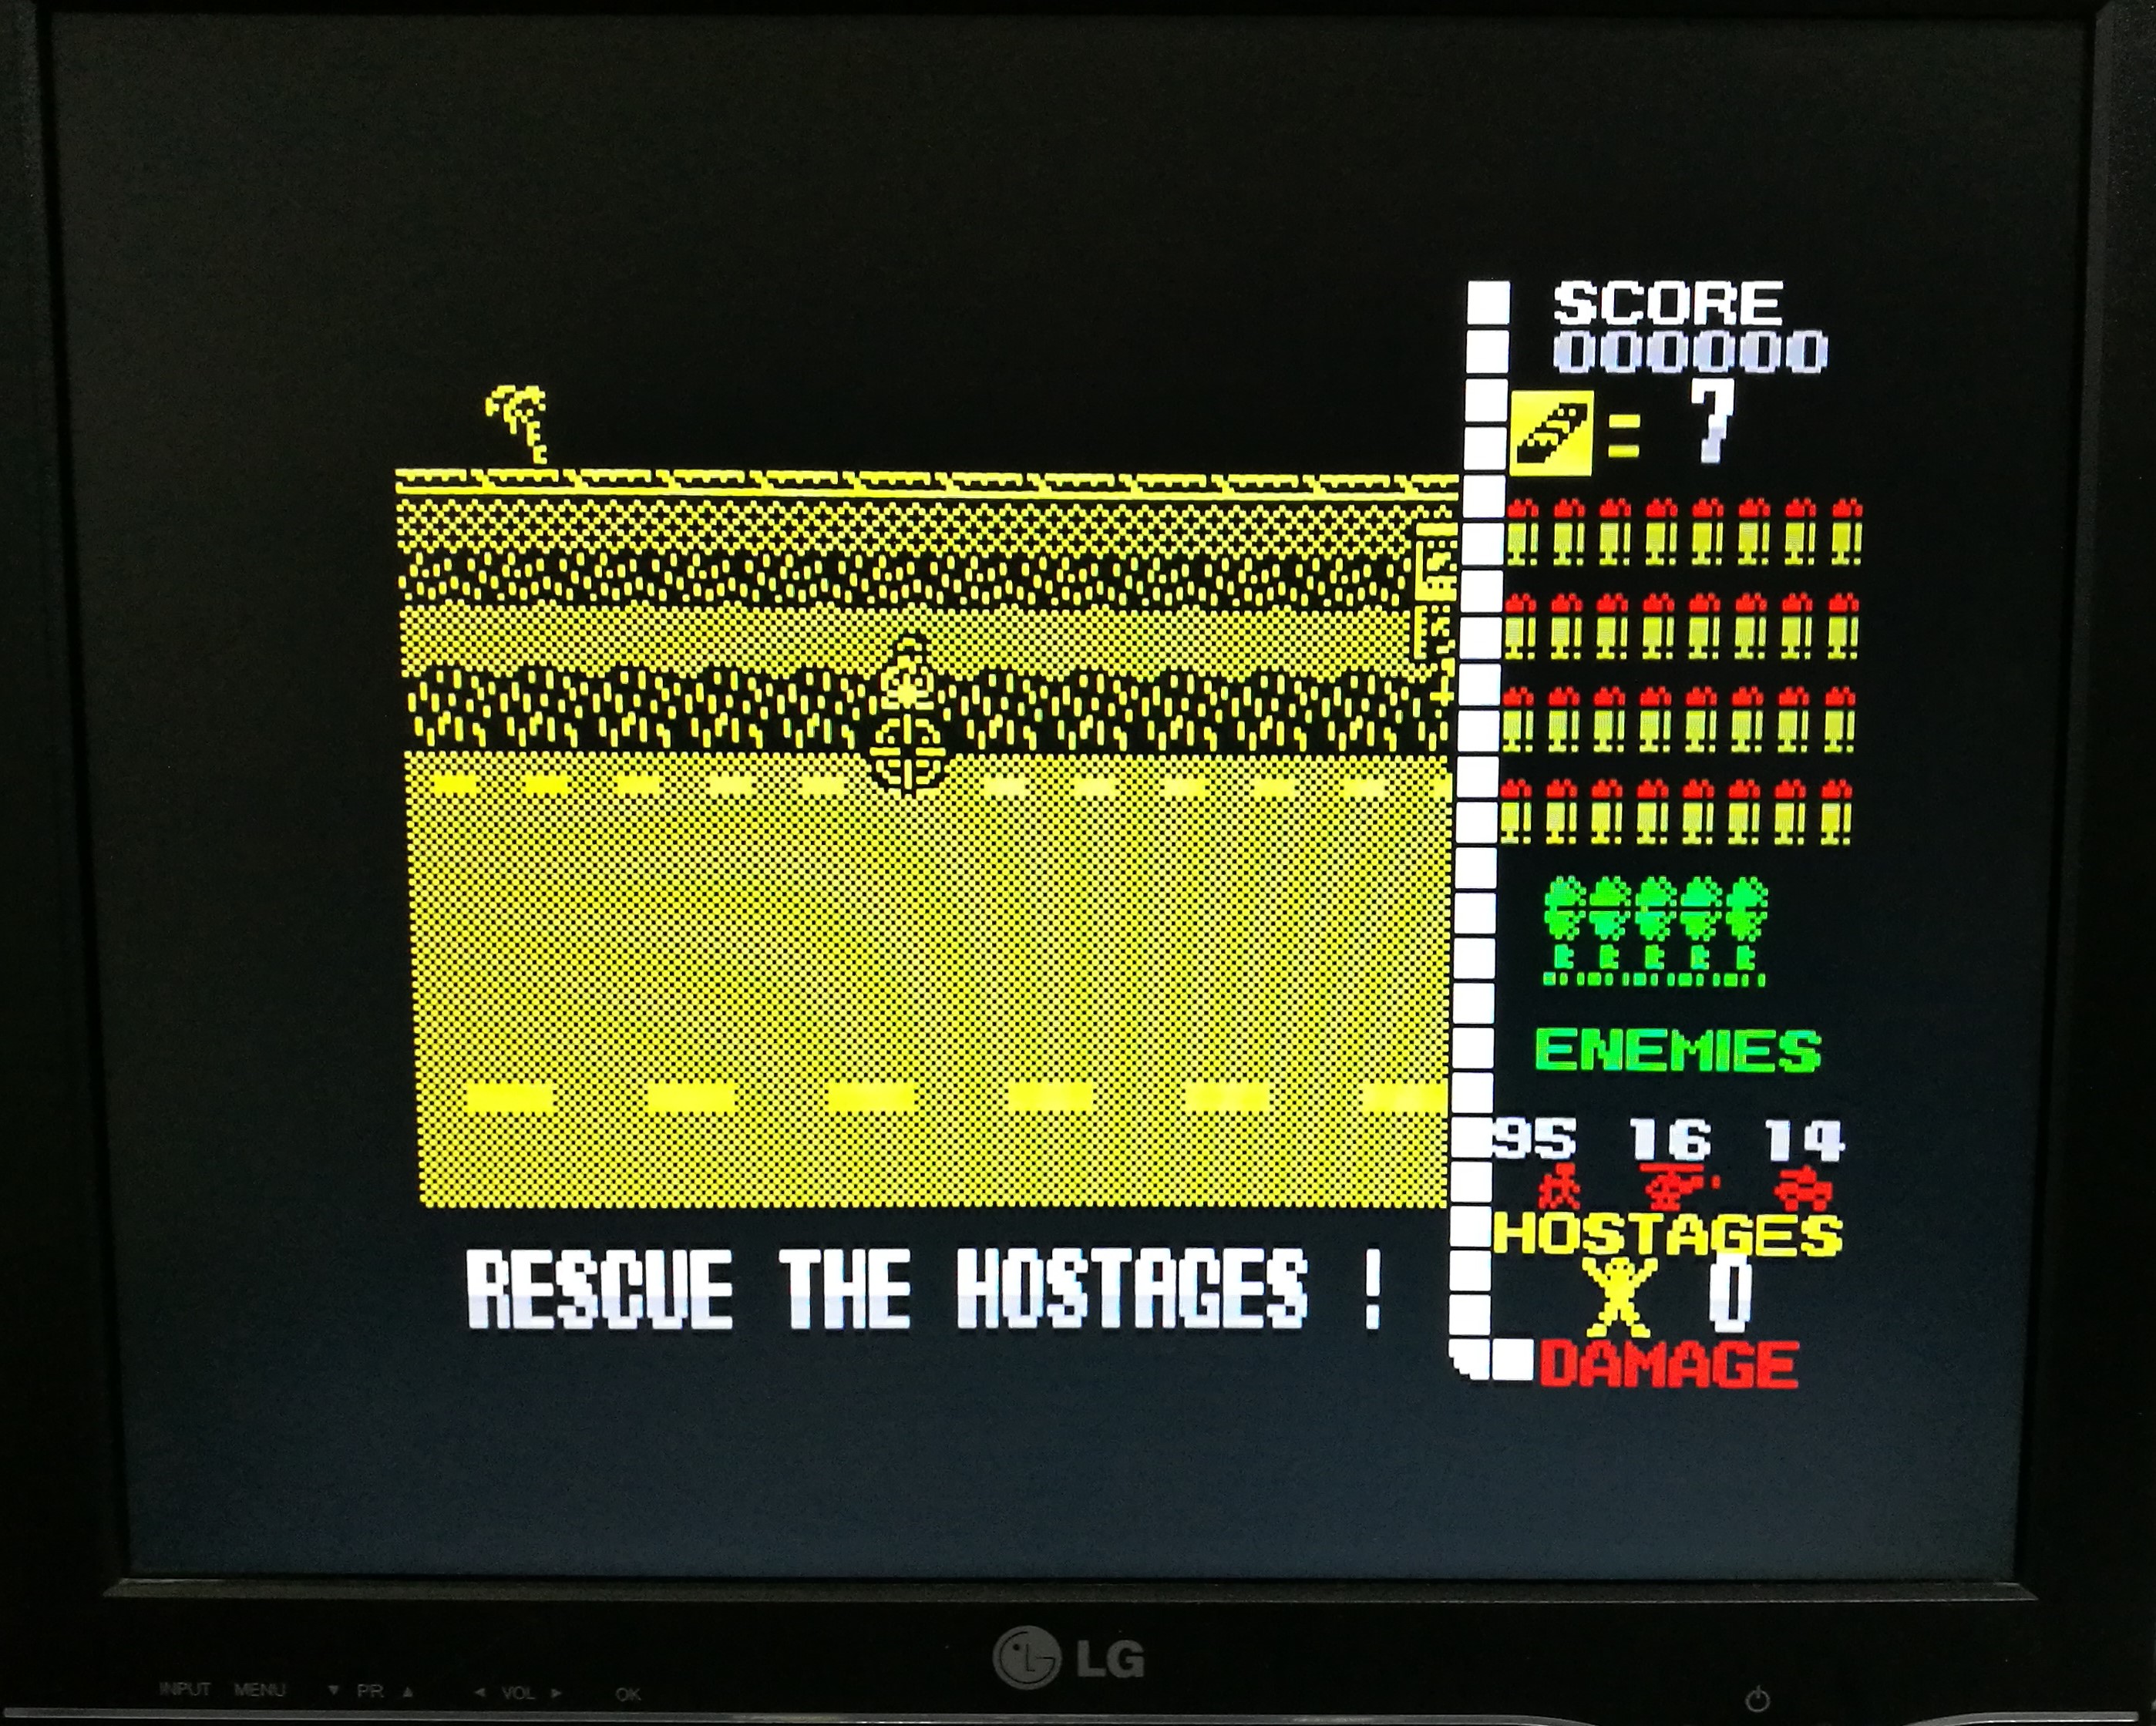 SCORE
000000
= 7
ENEMIES
95 16 14
HOSTAGES
0
DAMAGE
RESCUE THE HOSTAGES !
LG
INPUT MENU ▼ PR ▲ ◄ VOL ► OK